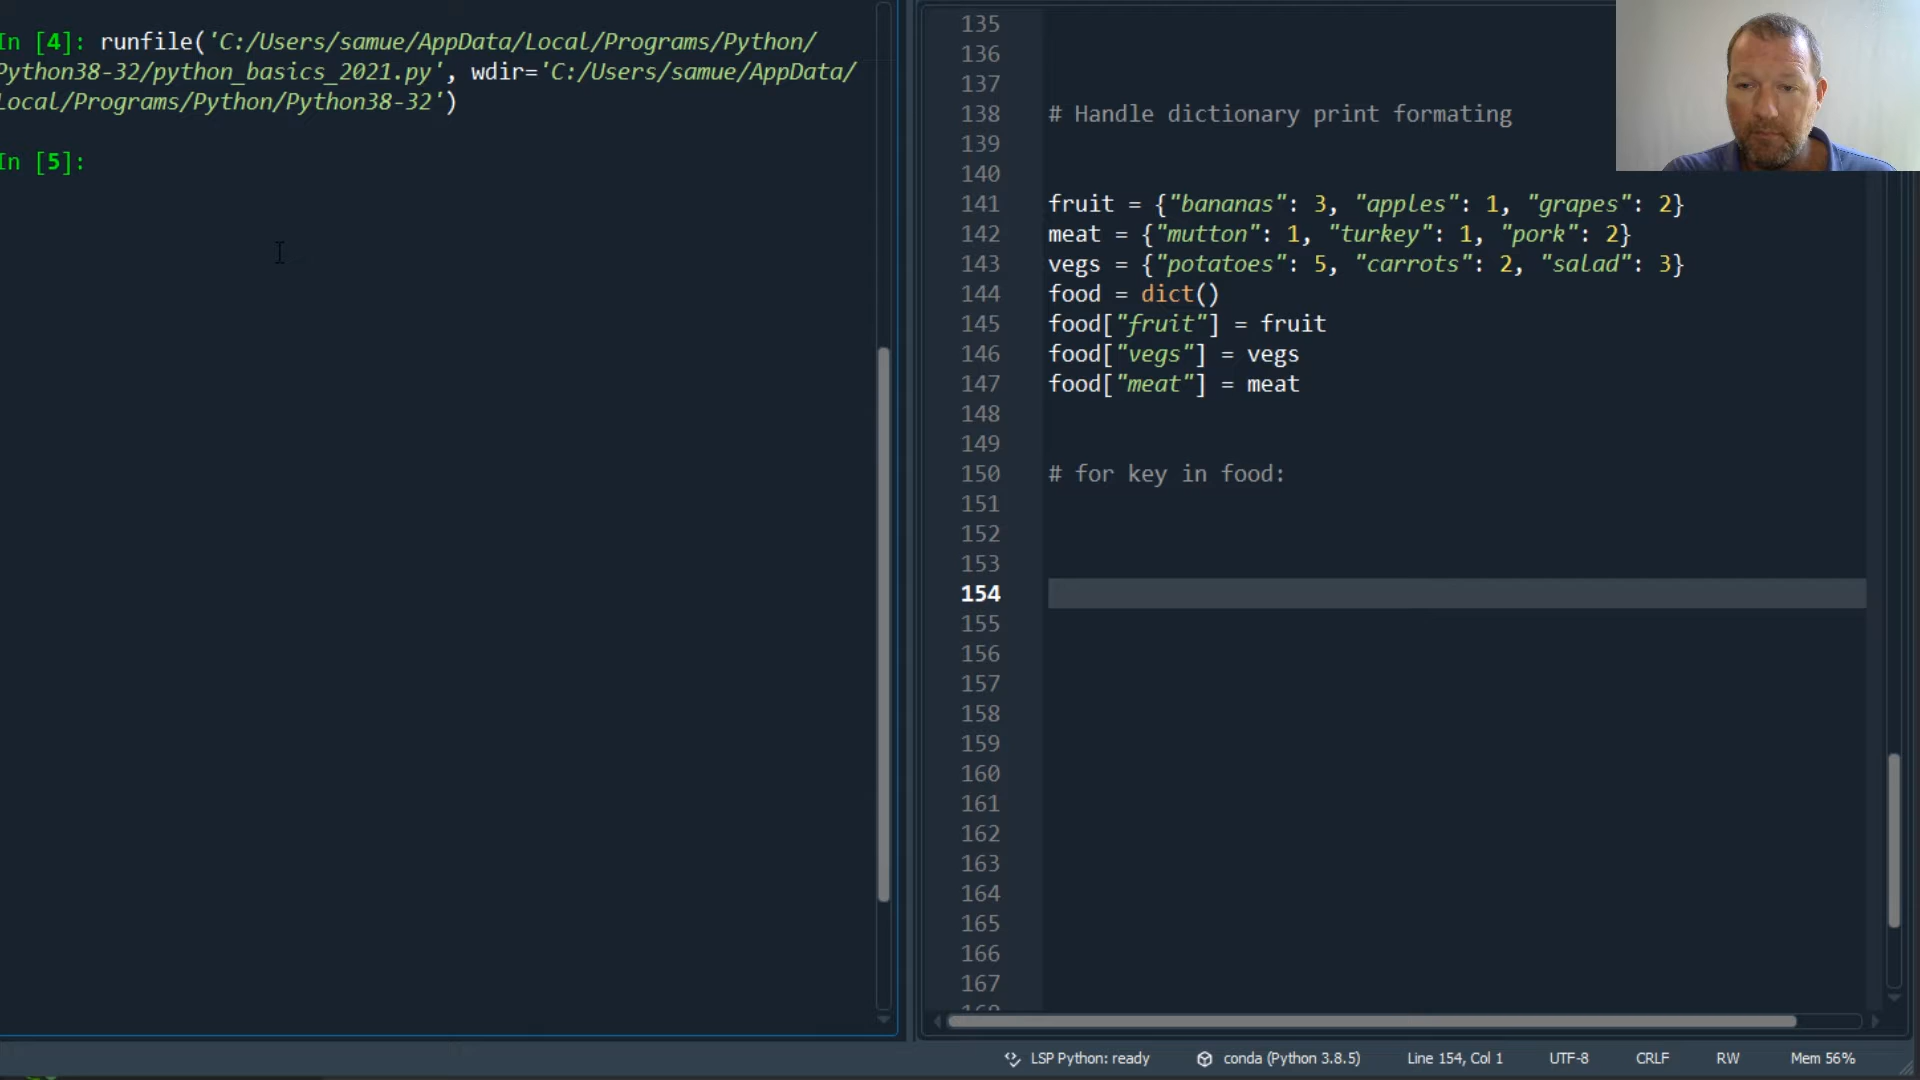 In [4]: runfile('C:/Users/samue/AppData/Local/Programs/Python/
Python38-32/python_basics_2021.py', wdir='C:/Users/samue/AppData/
Local/Programs/Python/Python38-32')
In [5]:
135
136
137
138 # Handle dictionary print formating
139
140
141 fruit = {"bananas": 3, "apples": 1, "grapes": 2}
142 meat = {"mutton": 1, "turkey": 1, "pork": 2}
143 vegs = {"potatoes": 5, "carrots": 2, "salad": 3}
144 food = dict()
145 food["fruit"] = fruit
146 food["vegs"] = vegs
147 food["meat"] = meat
148
149
150 # for key in food:
151
152
153
154
155
156
157
158
159
160
161
162
163
164
165
166
167
168
LSP Python: ready conda (Python 3.8.5) Line 154, Col 1 UTF-8 CRLF RW Mem 56%